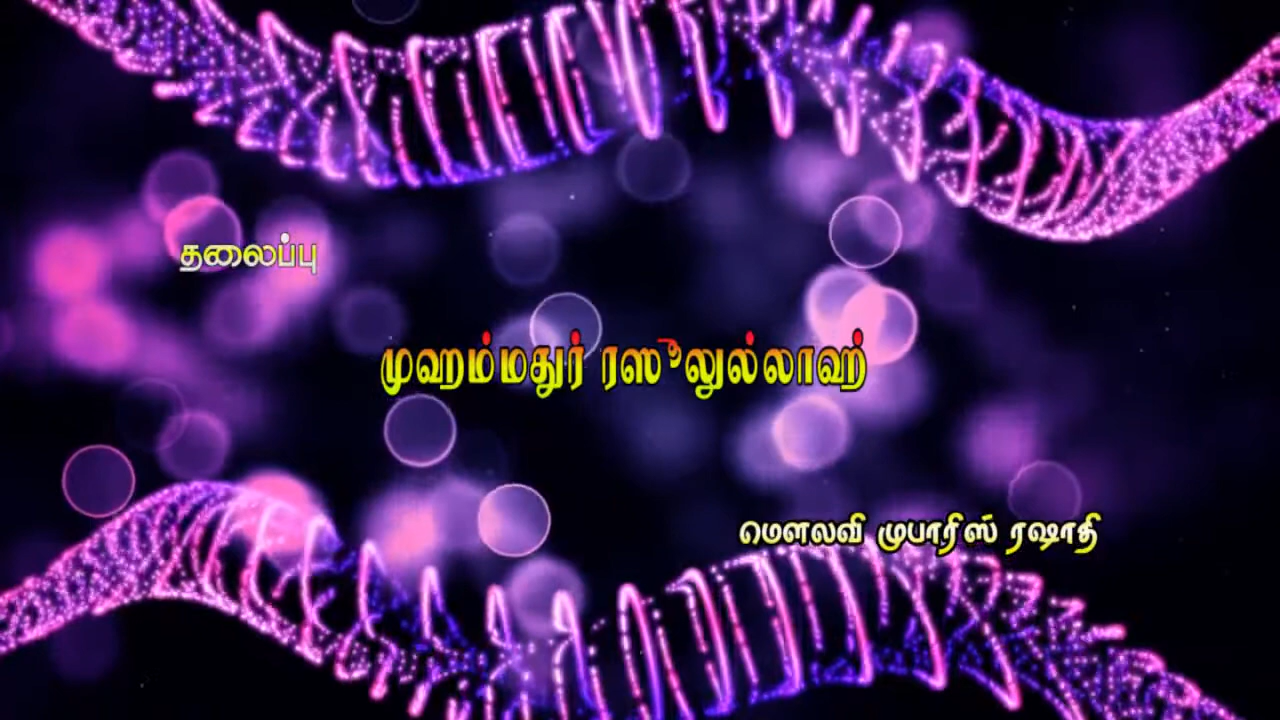 தலைப்பு
முஹம்மதுர் ரஸூலுல்லாஹ்
மௌலவி முபாரிஸ் ரஷாதி